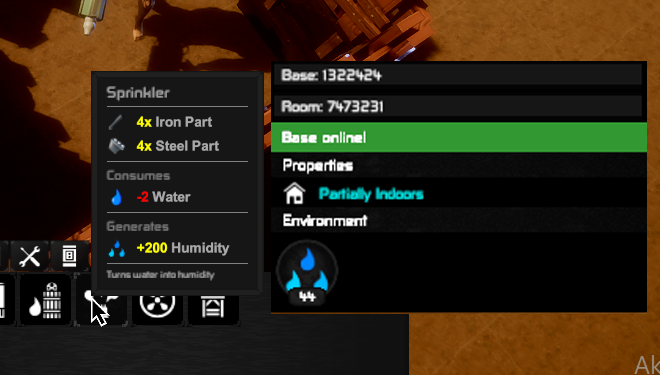 Sprinkler
4x Iron Part
4x Steel Part
Consumes
-2 Water
Generates
+200 Humidity
Turns water into humidity
Base: 1322424
Room: 7473231
Base online!
Properties
Partially Indoors
Environment
44
Ak